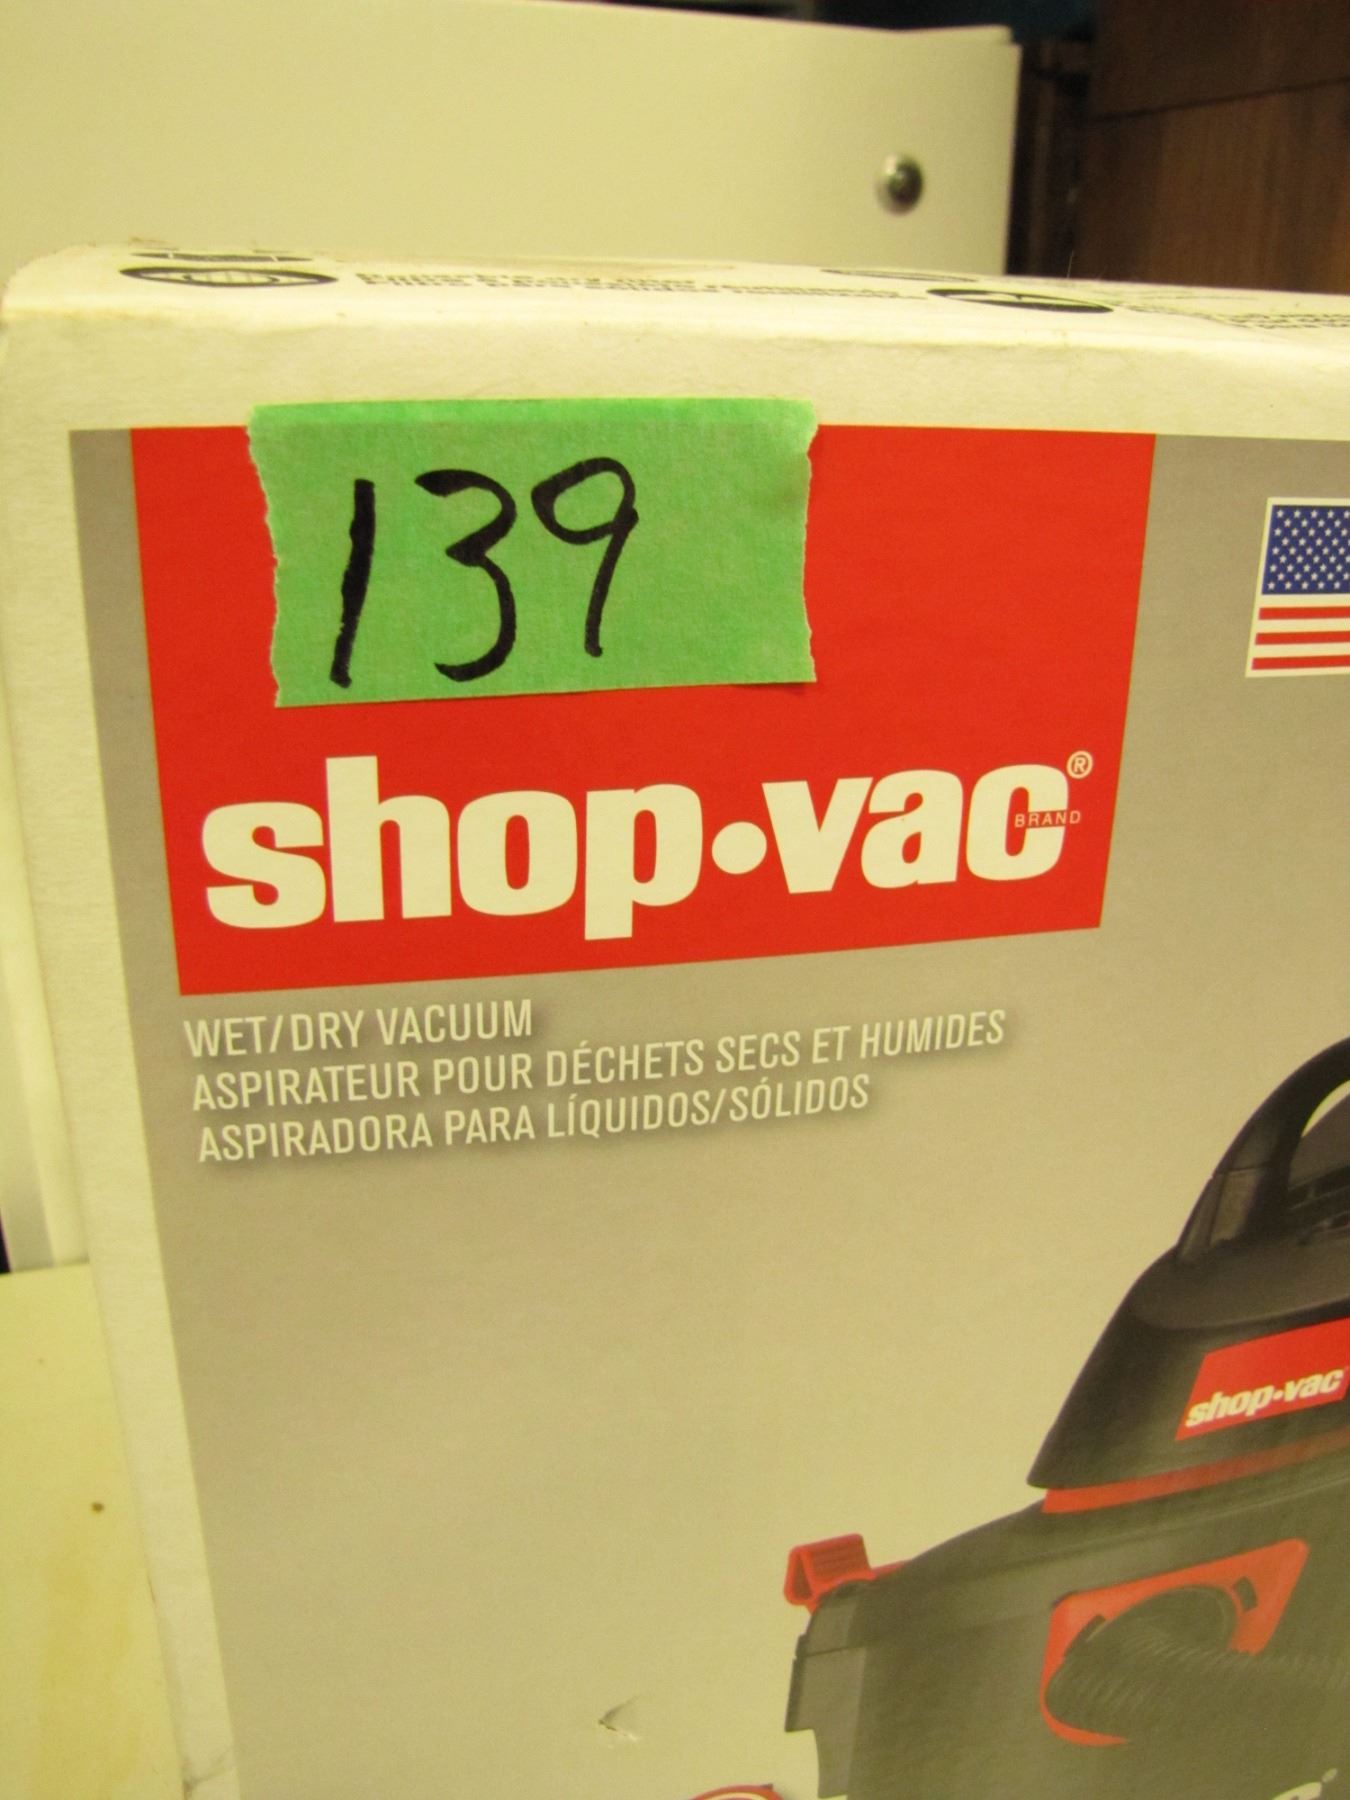 139
shop·vac®
BRAND
WET/DRY VACUUM
ASPIRATEUR POUR DÉCHETS SECS ET HUMIDES
ASPIRADORA PARA LÍQUIDOS/SÓLIDOS
shop·vac